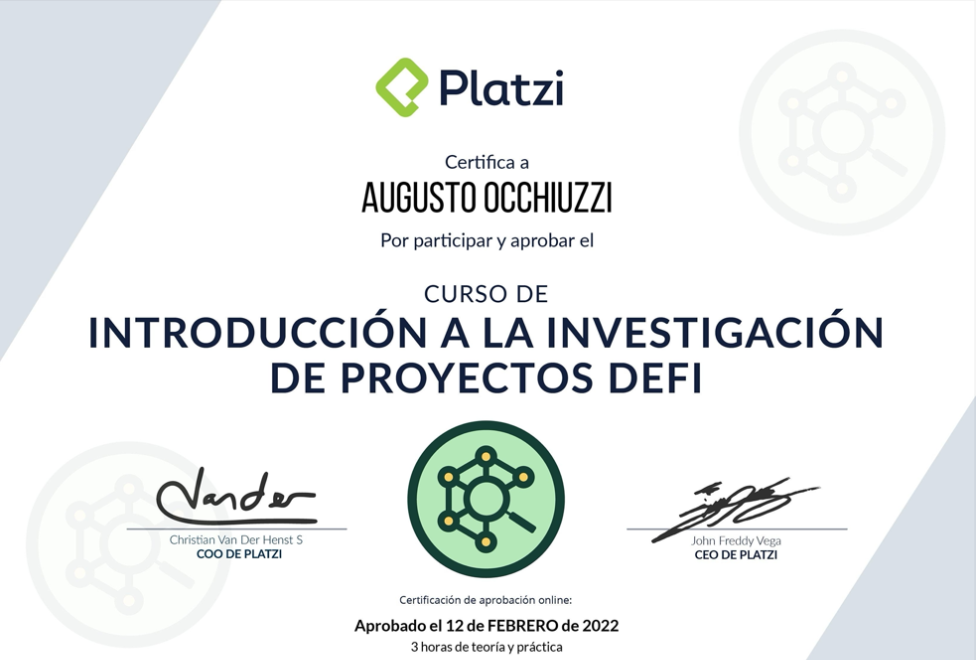 Platzi
Certifica a
AUGUSTO OCCHIUZZI
Por participar y aprobar el
CURSO DE
INTRODUCCIÓN A LA INVESTIGACIÓN
DE PROYECTOS DEFI
Vander
Christian Van Der Henst S
COO DE PLATZI
John Freddy Vega
CEO DE PLATZI
Certificación de aprobación online:
Aprobado el 12 de FEBRERO de 2022
3 horas de teoría y práctica